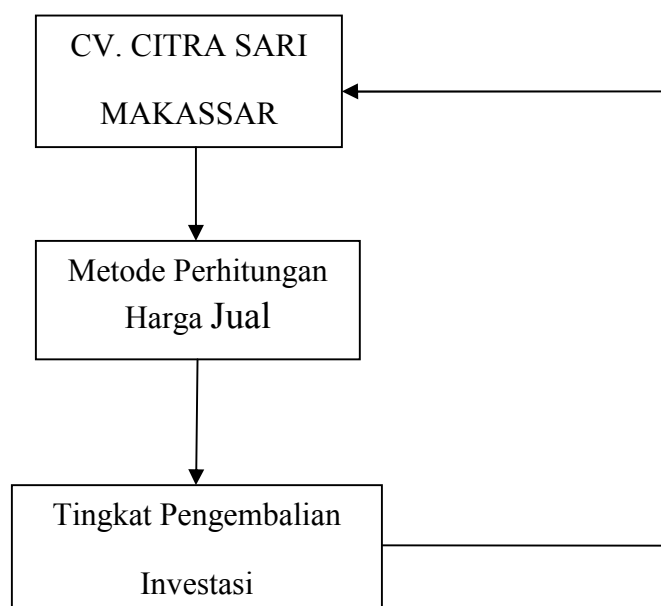 CV. CITRA SARI
MAKASSAR
Metode Perhitungan
Harga Jual
Tingkat Pengembalian
Investasi